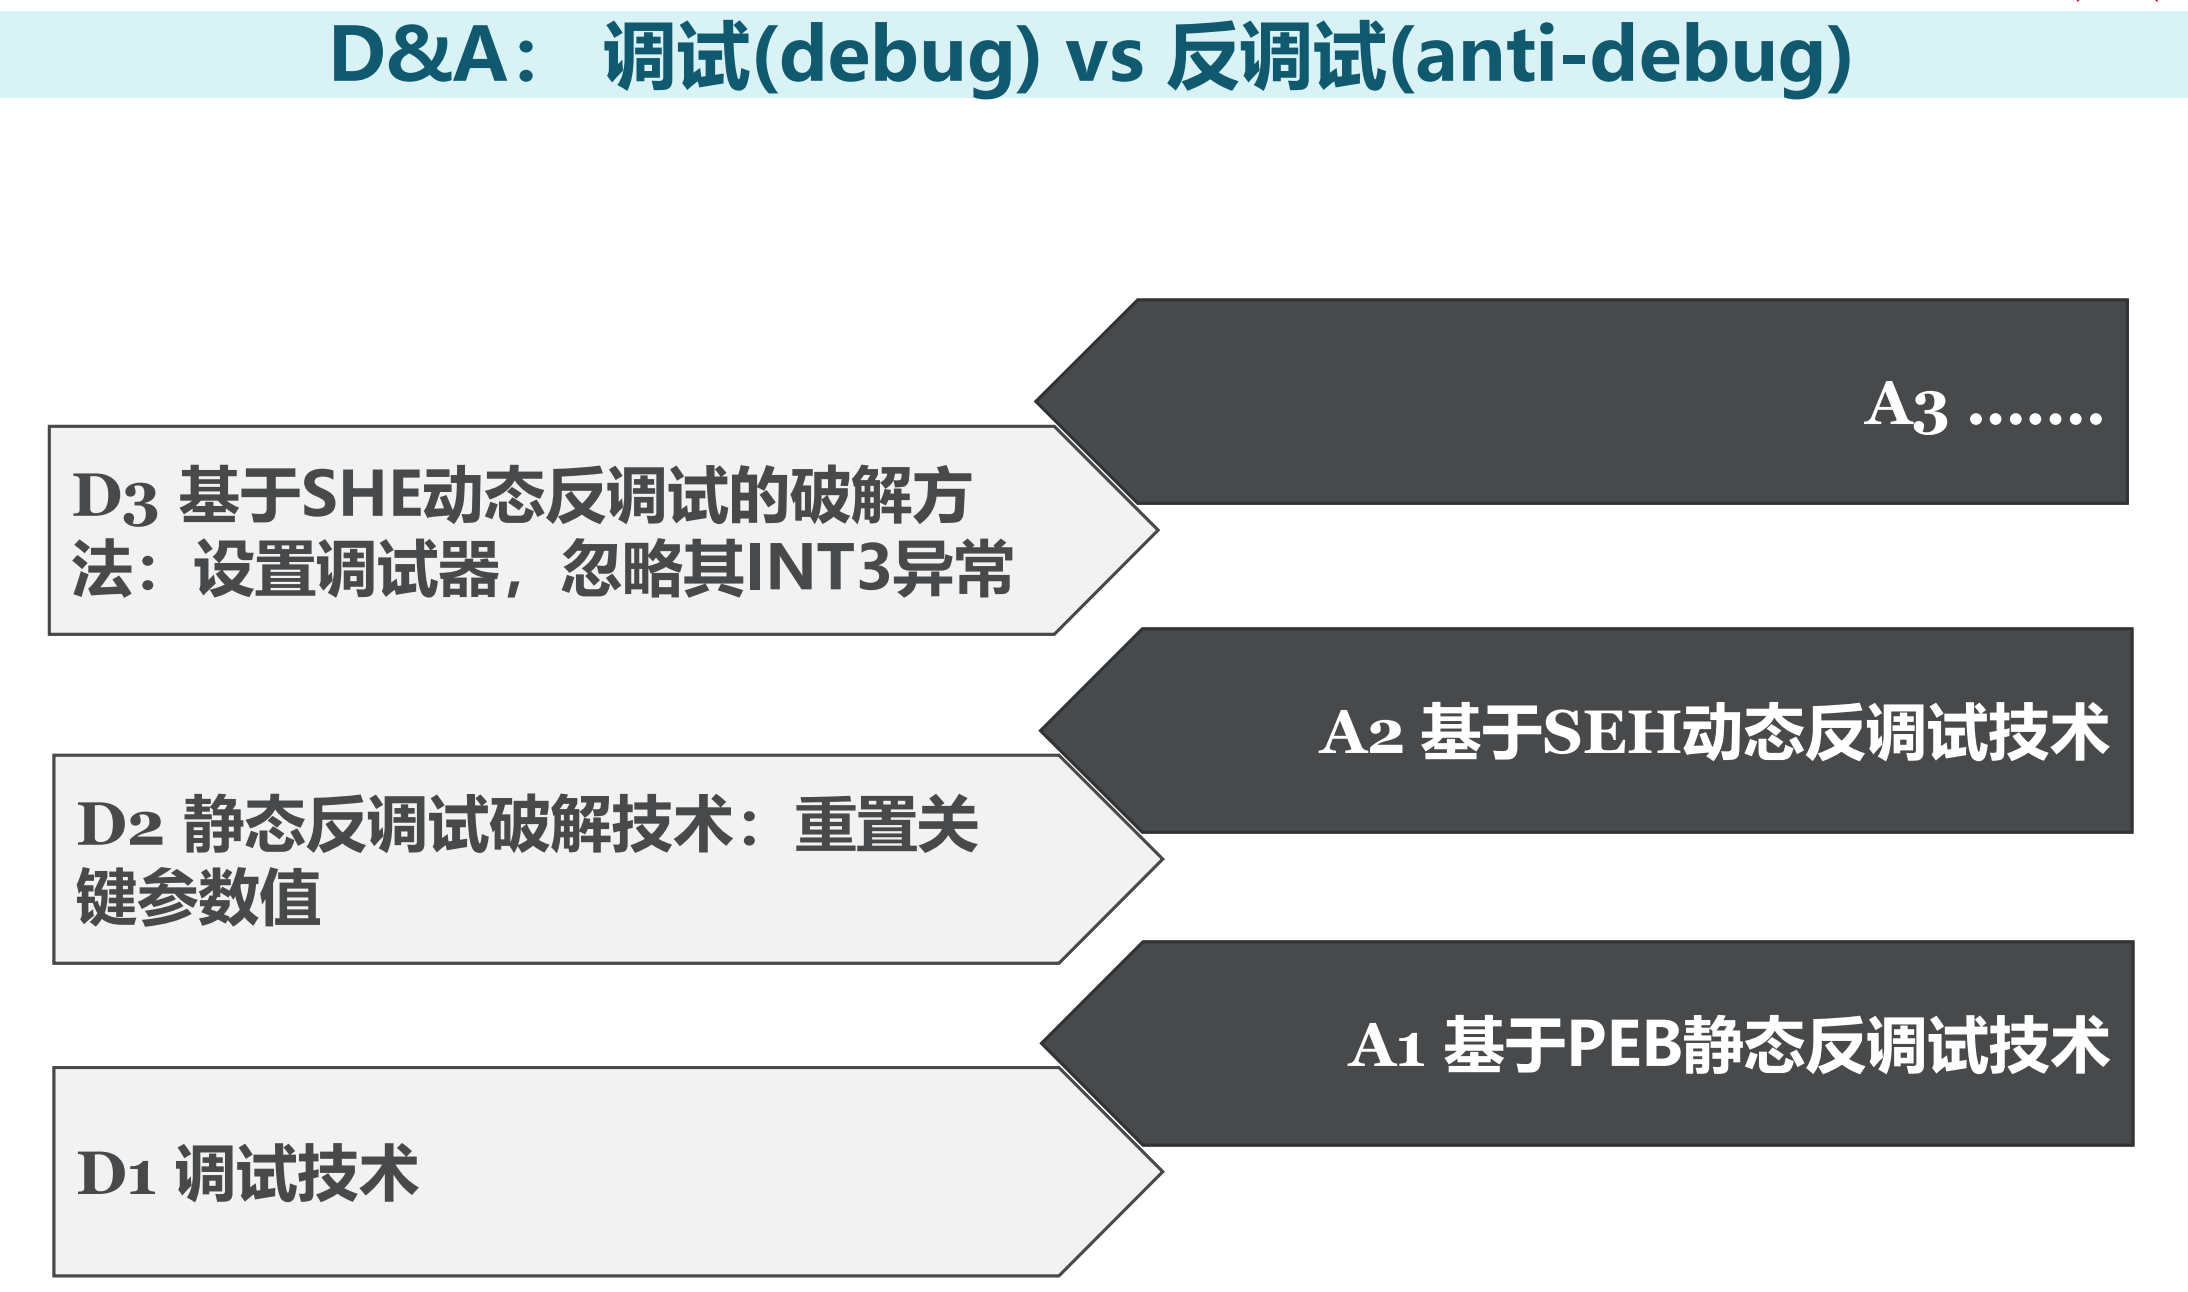 D&A： 调试(debug) vs 反调试(anti-debug)
A3 .......
D3 基于SHE动态反调试的破解方
法：设置调试器，忽略其INT3异常
A2 基于SEH动态反调试技术
D2 静态反调试破解技术：重置关
键参数值
A1 基于PEB静态反调试技术
D1 调试技术